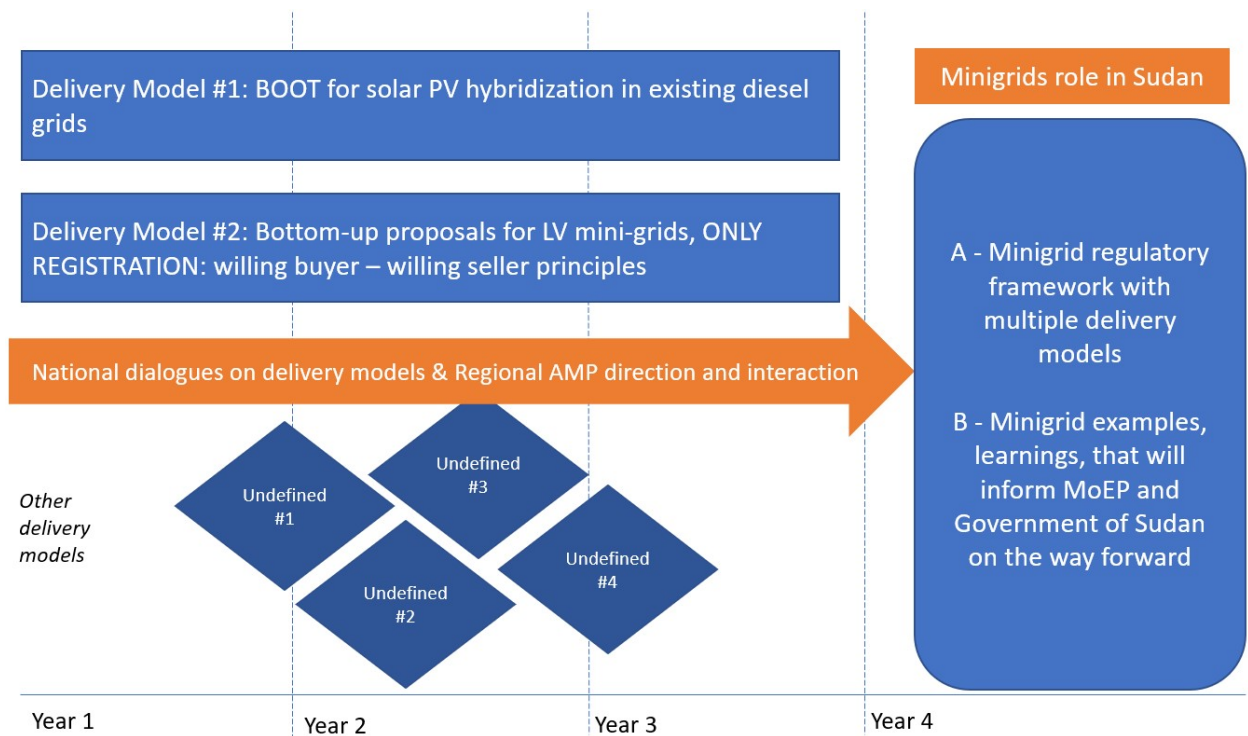 Delivery Model #1: BOOT for solar PV hybridization in existing diesel
grids
Minigrids role in Sudan
Delivery Model #2: Bottom-up proposals for LV mini-grids, ONLY
REGISTRATION: willing buyer – willing seller principles
A - Minigrid regulatory
framework with
multiple delivery
models
B - Minigrid examples,
learnings, that will
inform MoEP and
Government of Sudan
on the way forward
National dialogues on delivery models & Regional AMP direction and interaction
Other
delivery
models
Undefined
#1
Undefined
#3
Undefined
#2
Undefined
#4
Year 1
Year 2
Year 3
Year 4